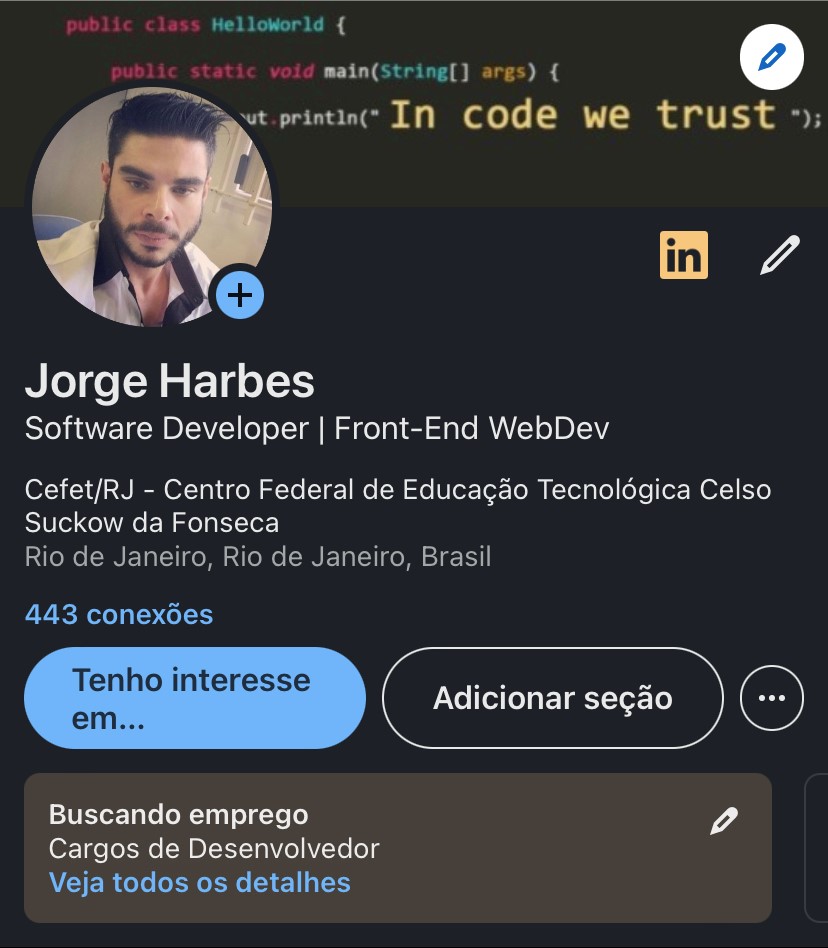 public class HelloWorld {
public static void main(String[] args) {
ut.println(" In code we trust ");
in
Jorge Harbes
Software Developer | Front-End WebDev
Cefet/RJ - Centro Federal de Educação Tecnológica Celso
Suckow da Fonseca
Rio de Janeiro, Rio de Janeiro, Brasil
443 conexões
Tenho interesse
em...
Adicionar seção
Buscando emprego
Cargos de Desenvolvedor
Veja todos os detalhes